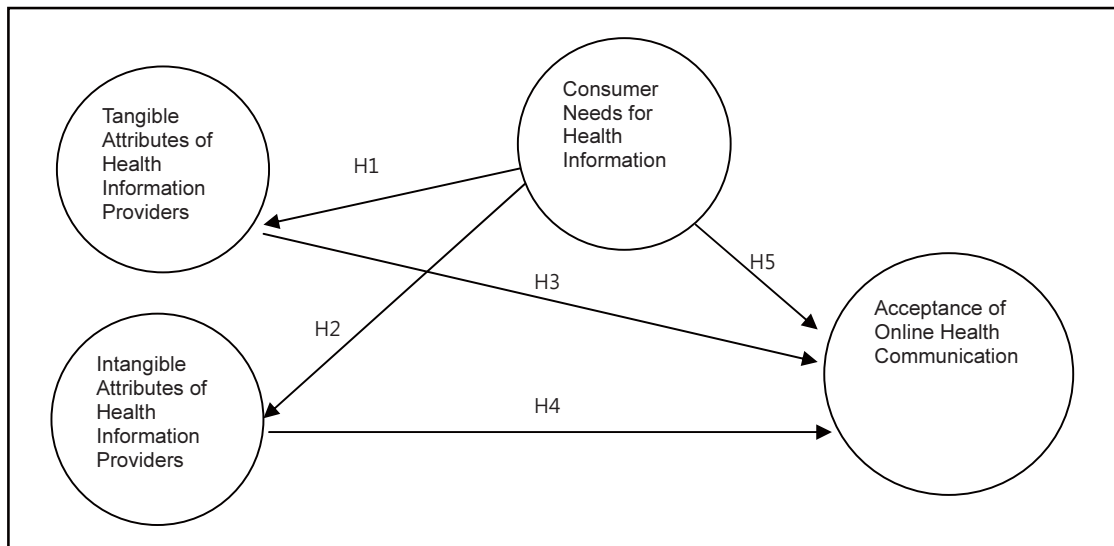 Tangible
Attributes of
Health
Information
Providers
Consumer
Needs for
Health
Information
H1
H5
H3
H2
Acceptance of
Online Health
Communication
Intangible
Attributes of
Health
Information
Providers
H4